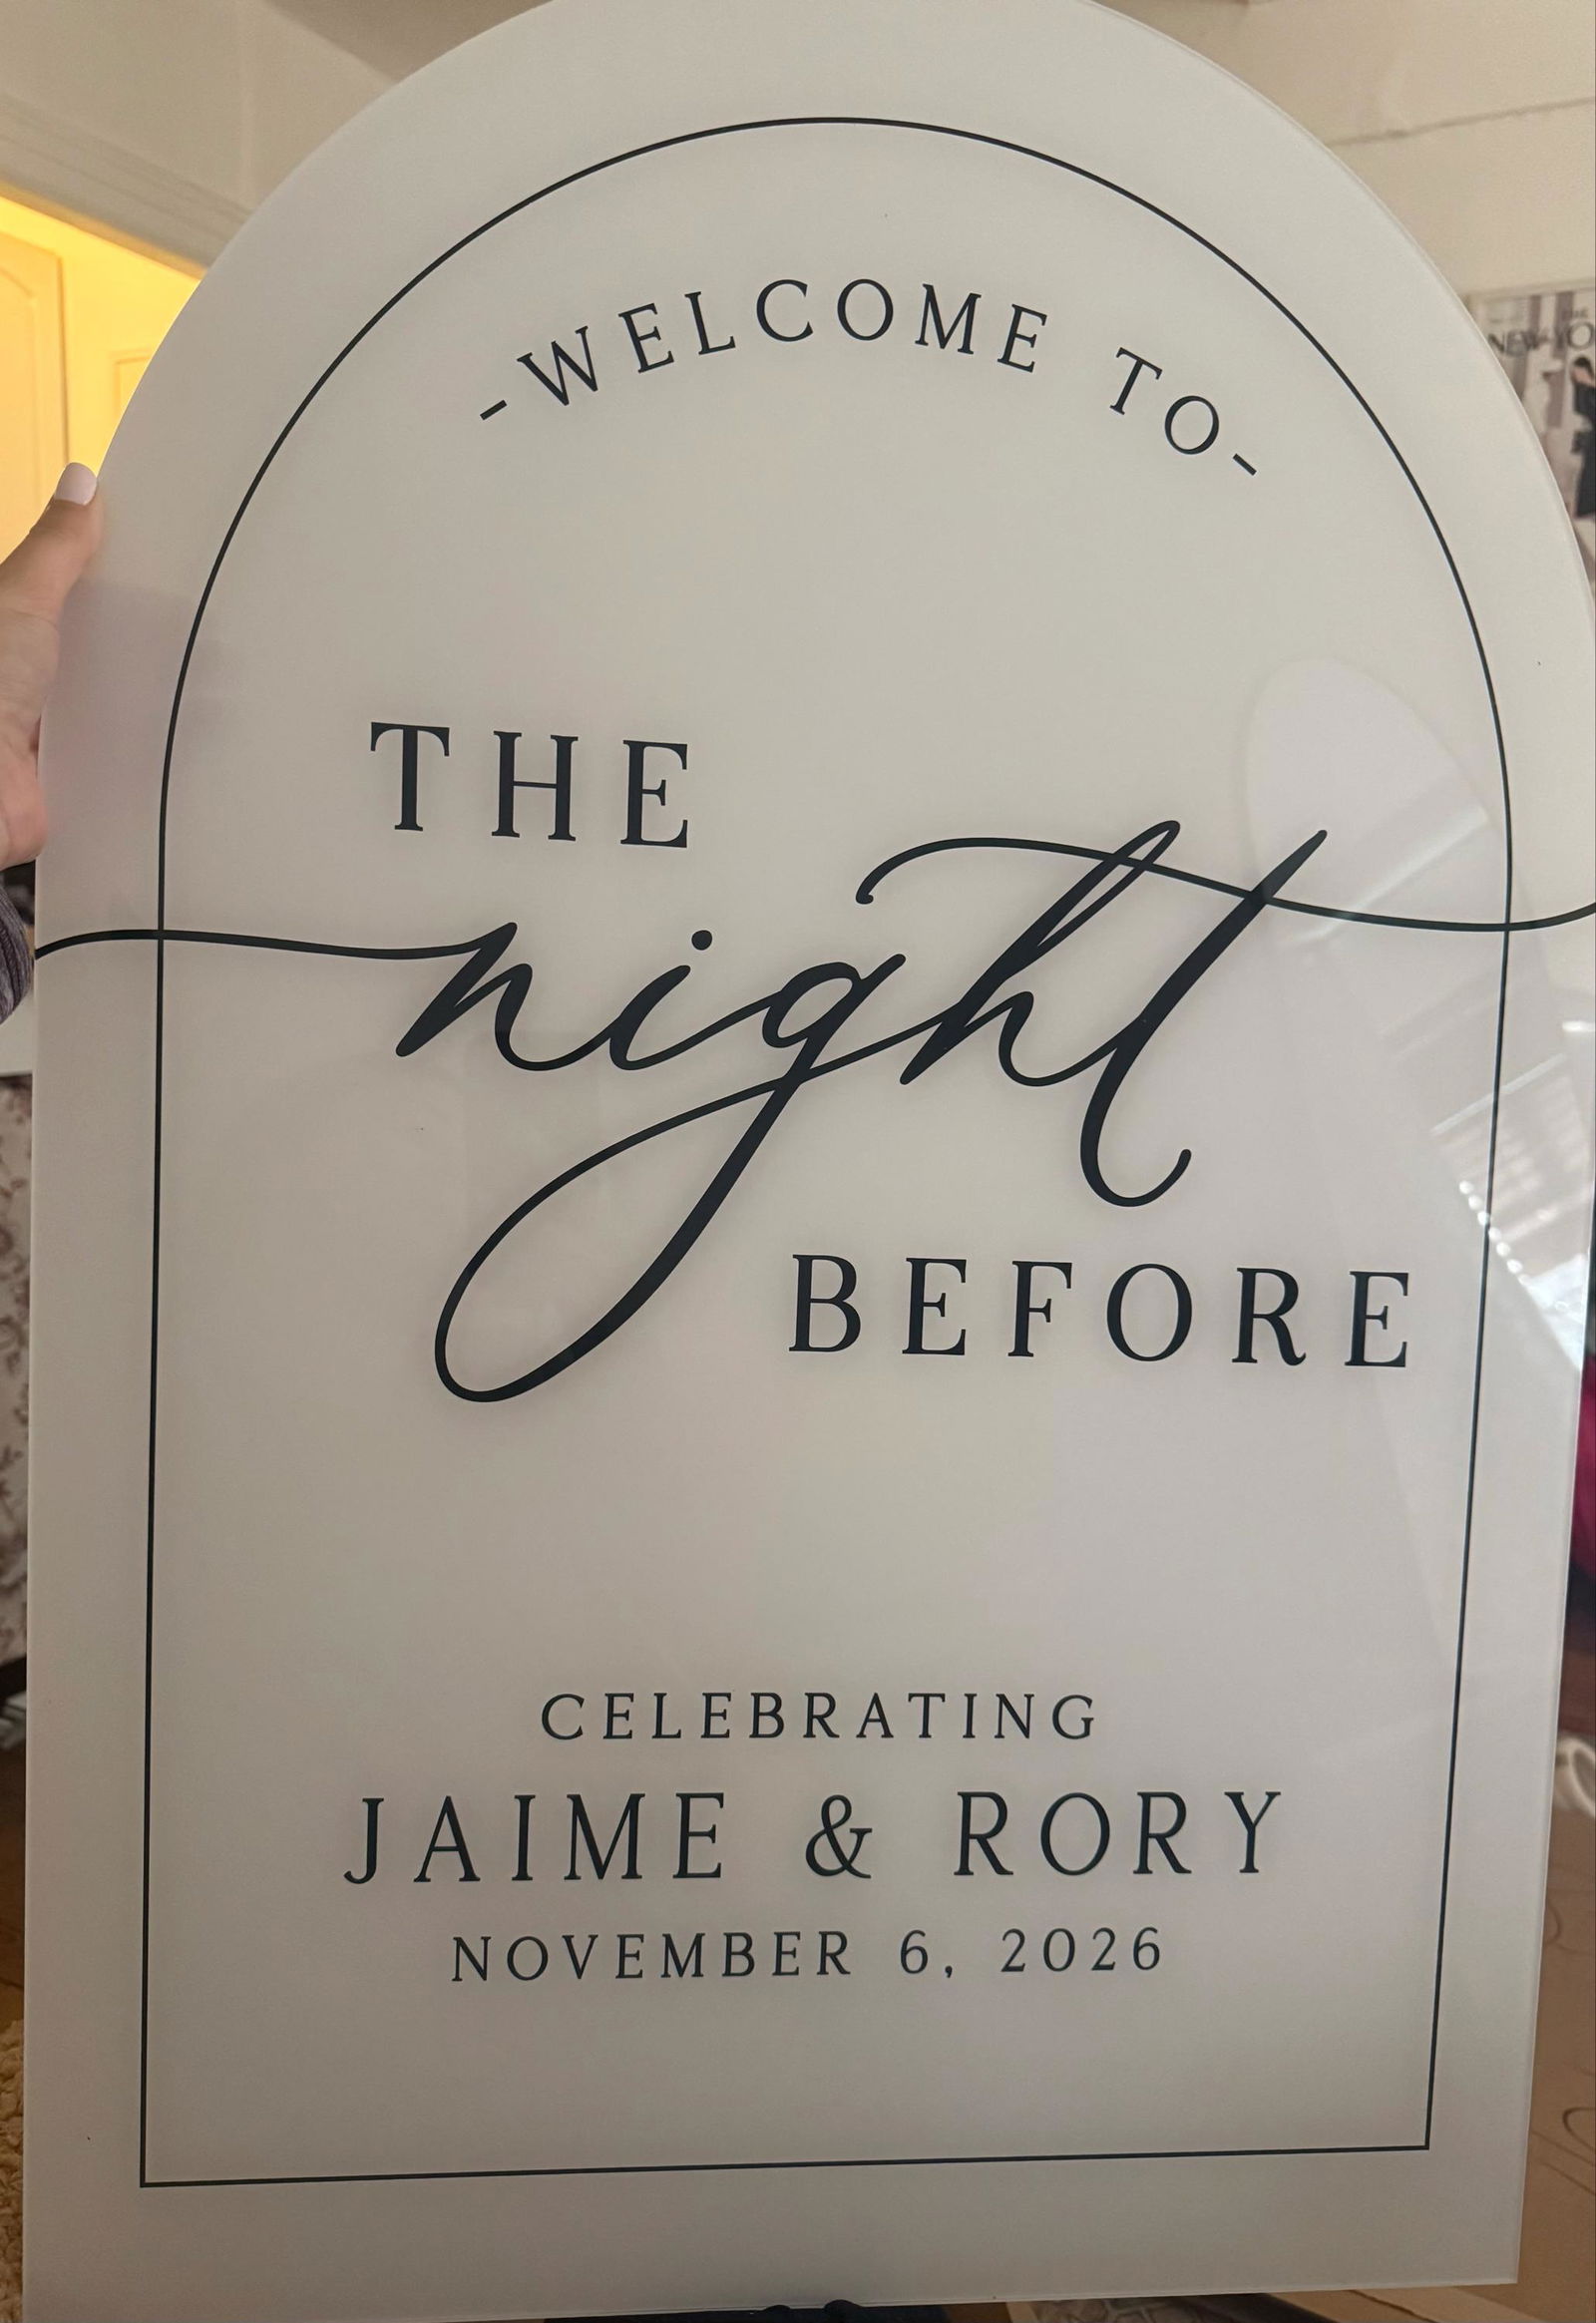 -WELCOME TO-
THE
night
BEFORE
CELEBRATING
JAIME & RORY
NOVEMBER 6, 2026